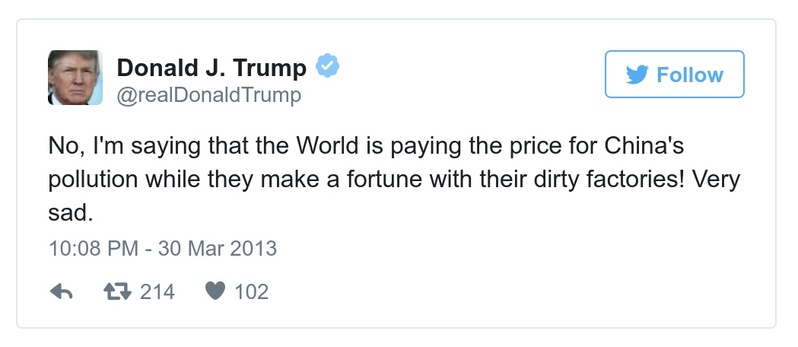 Donald J. Trump
@realDonaldTrump
Follow
No, I'm saying that the World is paying the price for China's
pollution while they make a fortune with their dirty factories! Very
sad.
10:08 PM - 30 Mar 2013
214 102